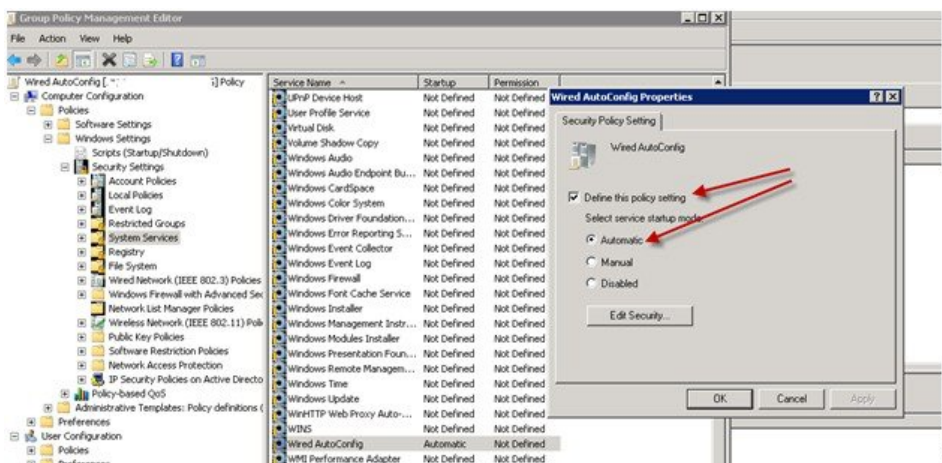 Group Policy Management Editor
File Action View Help
Wired AutoConfig [ Policy
Computer Configuration
Policies
Software Settings
Windows Settings
Scripts (Startup/Shutdown)
Security Settings
Account Policies
Local Policies
Event Log
Restricted Groups
System Services
Registry
File System
Wired Network (IEEE 802.3) Policies
Windows Firewall with Advanced Sec
Network List Manager Policies
Wireless Network (IEEE 802.11) Poli
Public Key Policies
Software Restriction Policies
Network Access Protection
IP Security Policies on Active Directo
Policy-based QoS
Administrative Templates: Policy definitions (
Preferences
User Configuration
Policies
Preferences
Service Name Startup Permission
UPnP Device Host Not Defined Not Defined
User Profile Service Not Defined Not Defined
Virtual Disk Not Defined Not Defined
Volume Shadow Copy Not Defined Not Defined
Windows Audio Not Defined Not Defined
Windows Audio Endpoint Bu... Not Defined Not Defined
Windows CardSpace Not Defined Not Defined
Windows Color System Not Defined Not Defined
Windows Driver Foundation... Not Defined Not Defined
Windows Error Reporting S... Not Defined Not Defined
Windows Event Collector Not Defined Not Defined
Windows Event Log Not Defined Not Defined
Windows Firewall Not Defined Not Defined
Windows Font Cache Service Not Defined Not Defined
Windows Installer Not Defined Not Defined
Windows Management Instr... Not Defined Not Defined
Windows Modules Installer Not Defined Not Defined
Windows Presentation Foun... Not Defined Not Defined
Windows Remote Managem... Not Defined Not Defined
Windows Time Not Defined Not Defined
Windows Update Not Defined Not Defined
WinHTTP Web Proxy Auto-... Not Defined Not Defined
WINS Not Defined Not Defined
Wired AutoConfig Automatic Not Defined
WMI Performance Adapter Not Defined Not Defined
Wired AutoConfig Properties
Security Policy Setting
Wired AutoConfig
Define this policy setting
Select service startup mode:
Automatic
Manual
Disabled
Edit Security...
OK Cancel Apply